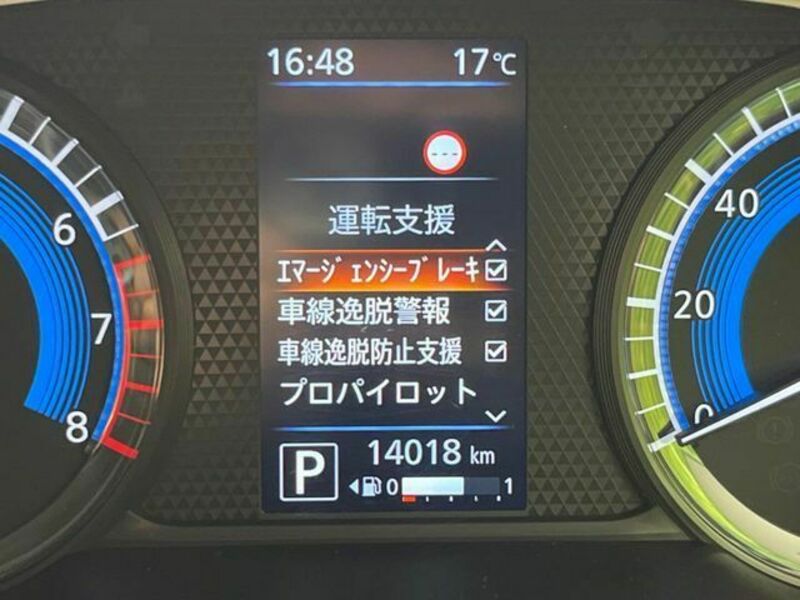 16:48 17℃
---
運転支援
ｴﾏｰｼﾞｪﾝｼｰﾌﾞﾚｰｷ
車線逸脱警報
車線逸脱防止支援
プロパイロット
P 14018 km
0 1
6
7
8
40
20
0